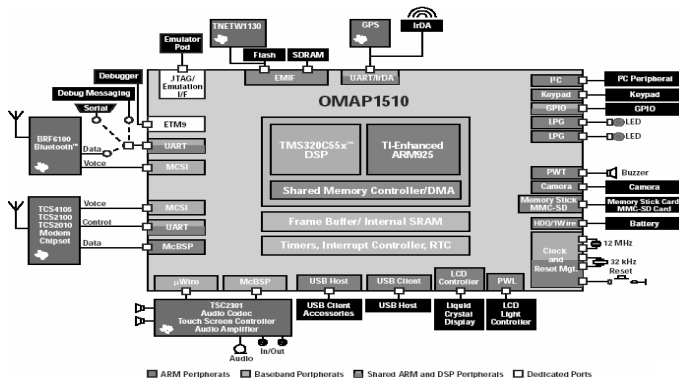 TNETW1130
GPS
IrDA
Emulator
Pod
Flash
SDRAM
Debugger
Debug Messaging
Serial
JTAG/
Emulation
I/F
EMIF
UART/IrDA
OMAP1510
I²C
I²C Peripheral
Keypad
Keypad
GPIO
GPIO
LPG
LED
LPG
LED
ETM9
BRF6100
Bluetooth™
Data
UART
Voice
MCSI
TMS320C55x™
DSP
TI-Enhanced
ARM925
Shared Memory Controller/DMA
PWT
Buzzer
Camera
Camera
Memory Stick
MMC-SD
Memory Stick Card
MMC-SD Card
HDQ/1Wire
Battery
TCS4105
TCS2100
TCS2010
Modem
Chipset
Voice
MCSI
Control
UART
Data
McBSP
Frame Buffer/ Internal SRAM
Timers, Interrupt Controller, RTC
Clock
and
Reset Mgt.
12 MHz
32 kHz
Reset
µWire
McBSP
USB Host
USB Client
LCD
Controller
PWL
TSC2301
Audio Codec
Touch Screen Controller
Audio Amplifier
USB Client
Accessories
USB Host
Liquid
Crystal
Display
LCD
Light
Controller
Audio
In/Out
ARM Peripherals
Baseband Peripherals
Shared ARM and DSP Peripherals
Dedicated Ports